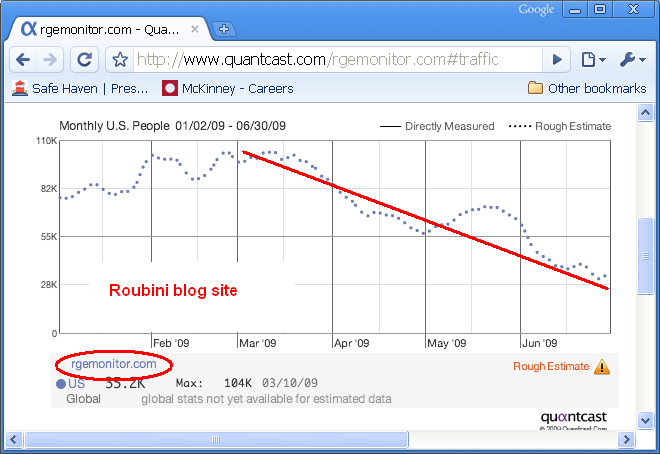 Google
rgemonitor.com - Qua...
http://www.quantcast.com/rgemonitor.com#traffic
Safe Haven | Pres... McKinney - Careers Other bookmarks
Monthly U.S. People 01/02/09 - 06/30/09 Directly Measured Rough Estimate
110K
82K
55K
28K
0
Roubini blog site
Feb '09 Mar '09 Apr '09 May '09 Jun '09
rgemonitor.com Rough Estimate
US 33.2K Max: 104K 03/10/09
Global global stats not yet available for estimated data
quantcast
© 2009 Quantcast Corp.